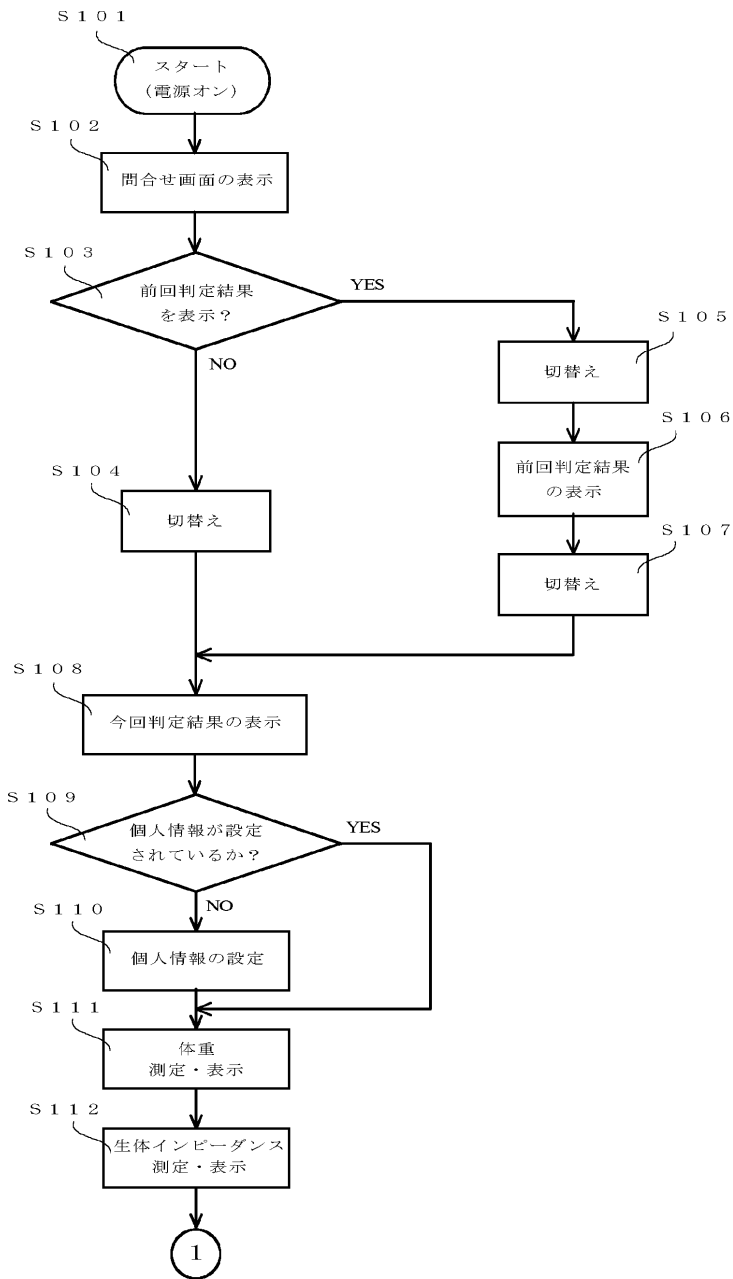 Ｓ１０１
スタート
（電源オン）
Ｓ１０２
問合せ画面の表示
Ｓ１０３
前回判定結果
を表示？
YES
NO
Ｓ１０５
切替え
Ｓ１０６
前回判定結果
の表示
Ｓ１０４
切替え
Ｓ１０７
切替え
Ｓ１０８
今回判定結果の表示
Ｓ１０９
個人情報が設定
されているか？
YES
NO
Ｓ１１０
個人情報の設定
Ｓ１１１
体重
測定・表示
Ｓ１１２
生体インピーダンス
測定・表示
1